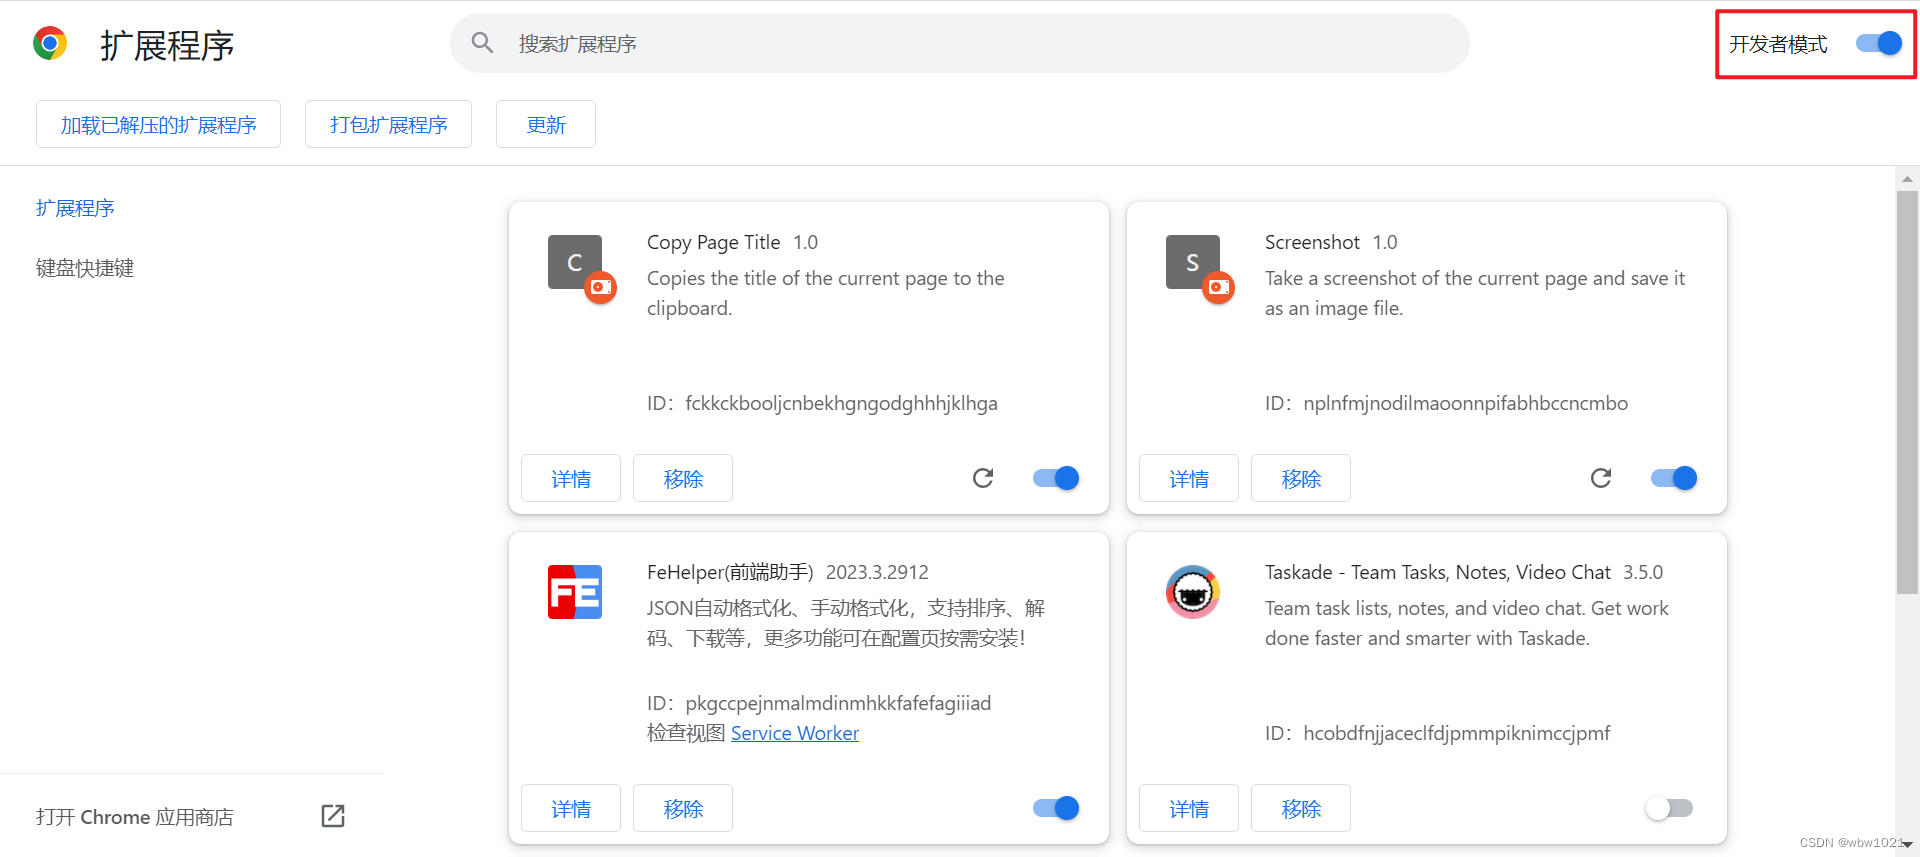 扩展程序
搜索扩展程序
开发者模式
加载已解压的扩展程序
打包扩展程序
更新
扩展程序
键盘快捷键
打开 Chrome 应用商店
C
Copy Page Title 1.0
Copies the title of the current page to the
clipboard.
ID：fckkckbooljcnbekhgngodghhhjklhga
详情
移除
S
Screenshot 1.0
Take a screenshot of the current page and save it
as an image file.
ID：nplnfmjnodilmaoonnpifabhbccncmbo
详情
移除
FE
FeHelper(前端助手) 2023.3.2912
JSON自动格式化、手动格式化，支持排序、解
码、下载等，更多功能可在配置页按需安装！
ID：pkgccpejnmalmdinmhkkfafefagiiiad
检查视图 Service Worker
详情
移除
Taskade - Team Tasks, Notes, Video Chat 3.5.0
Team task lists, notes, and video chat. Get work
done faster and smarter with Taskade.
ID：hcobdfnjjaceclfdjpmmpiknimccjpmf
详情
移除
CSDN @wbw1021